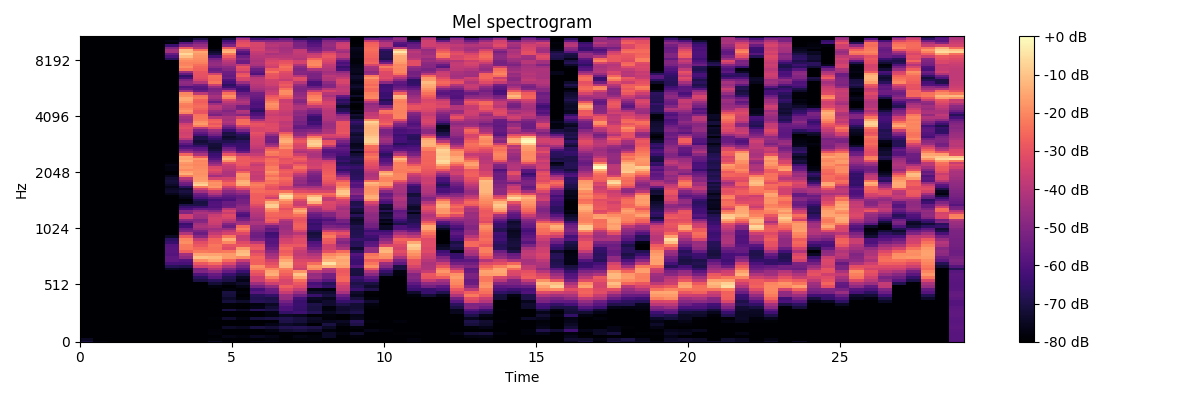 Mel spectrogram
8192
4096
2048
1024
512
0
Hz
0 5 10 15 20 25
Time
+0 dB
-10 dB
-20 dB
-30 dB
-40 dB
-50 dB
-60 dB
-70 dB
-80 dB